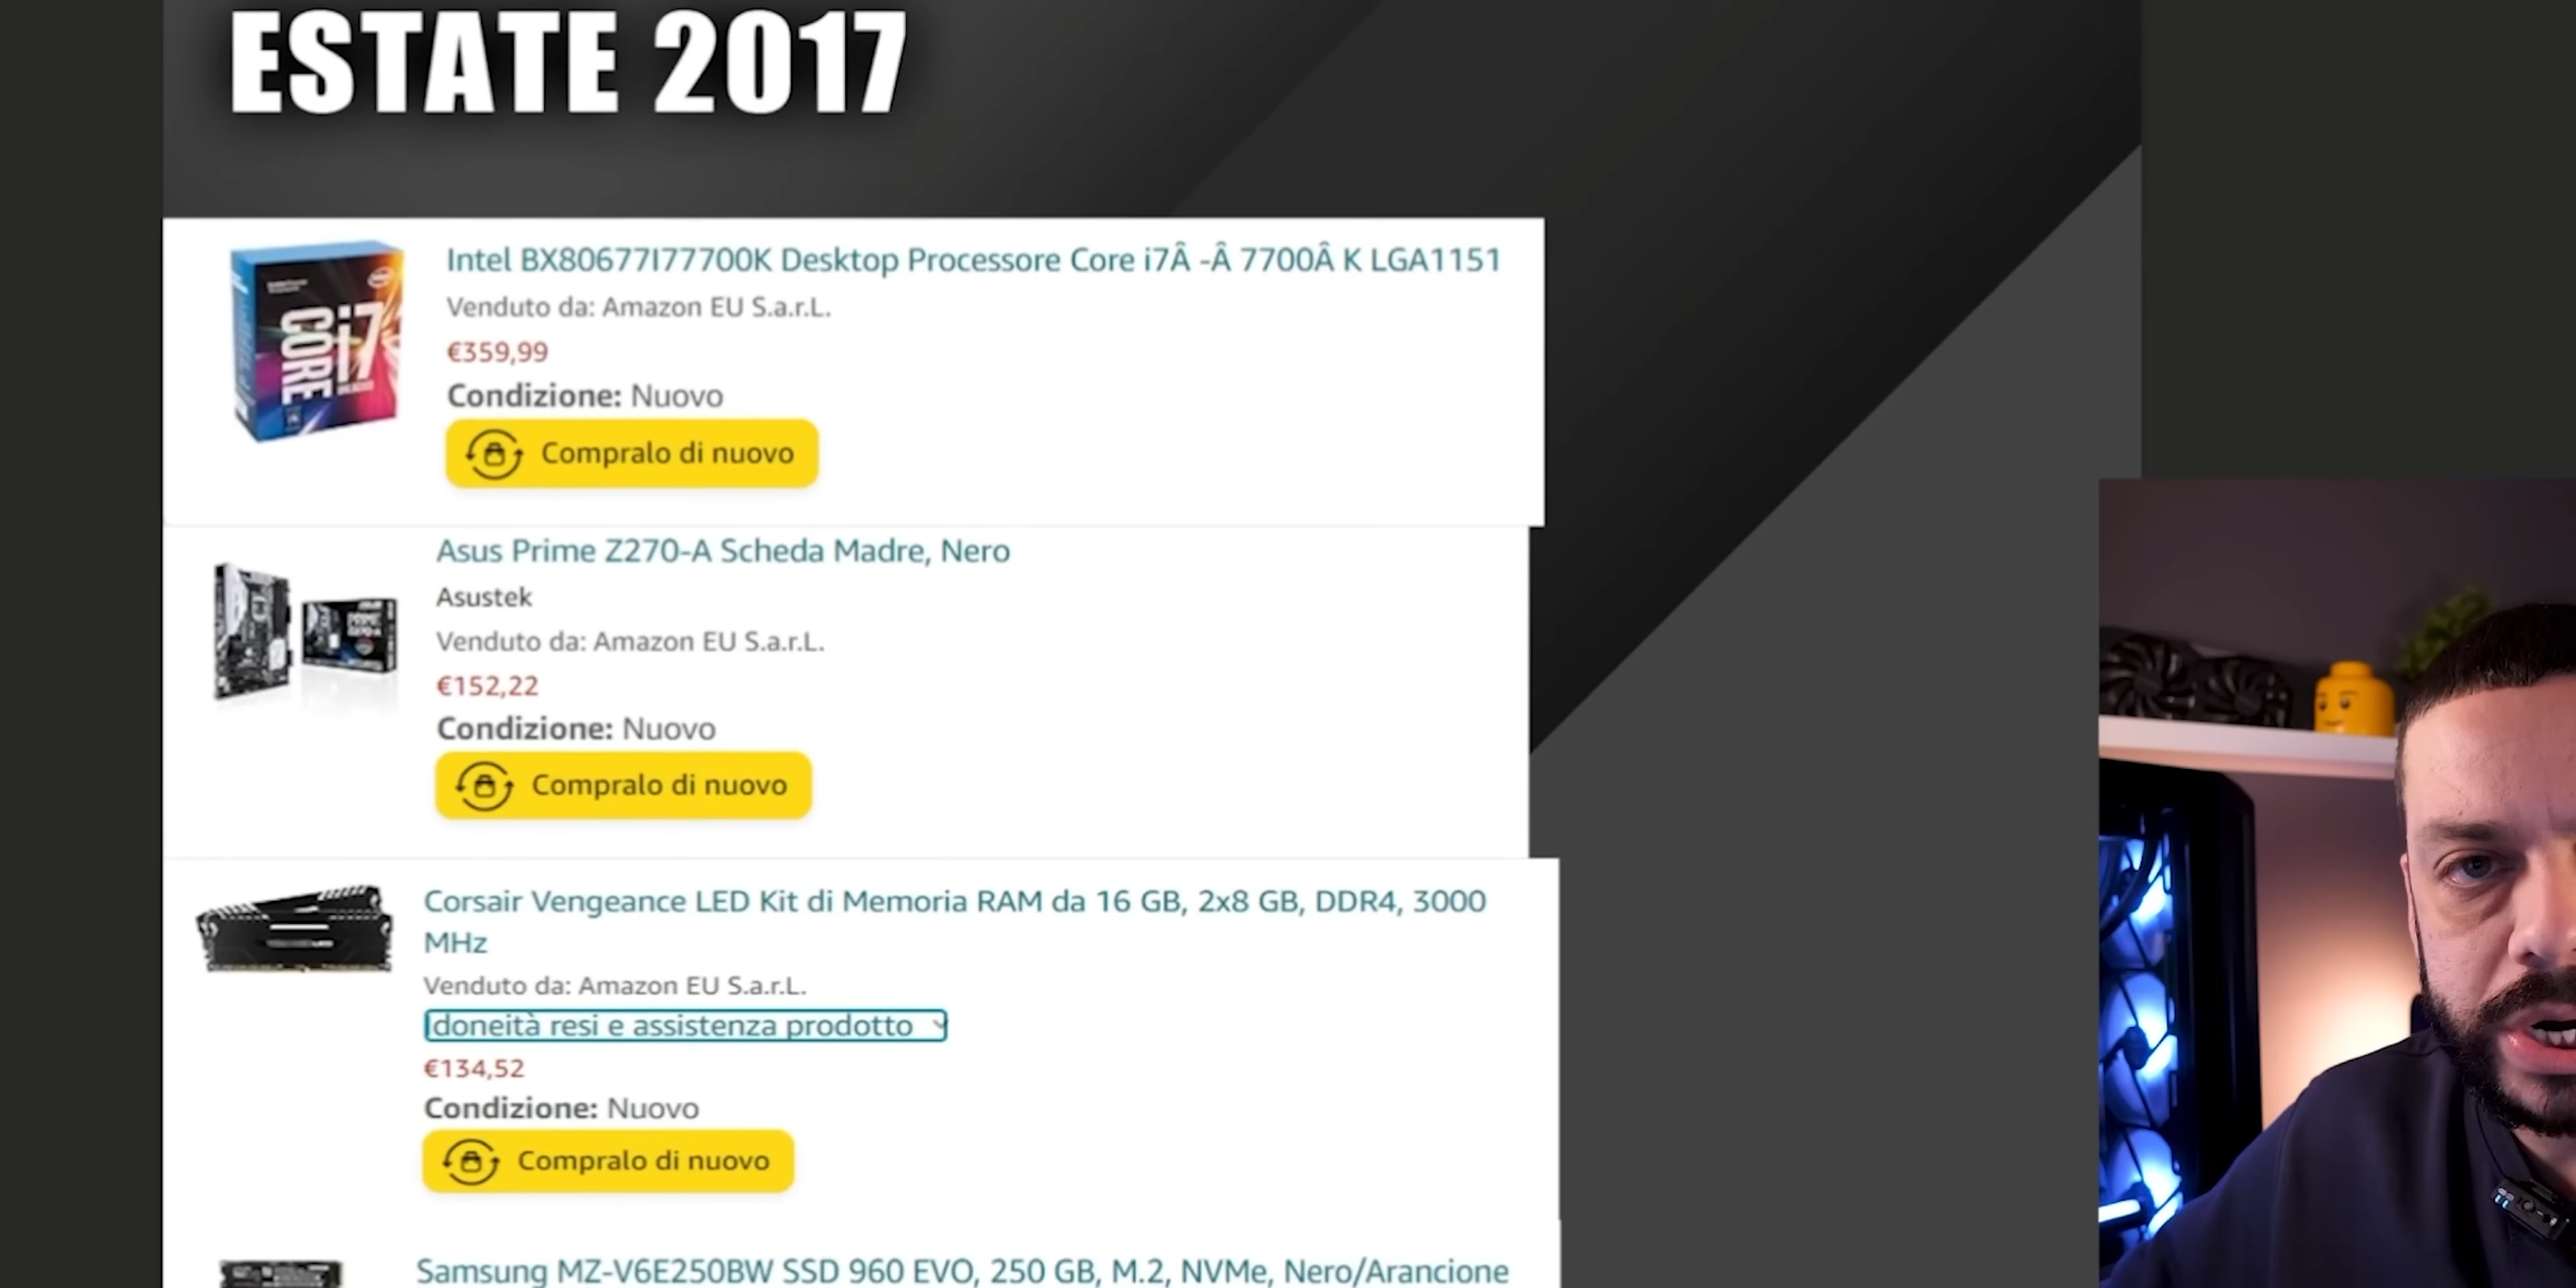 ESTATE 2017
Intel BX80677I77700K Desktop Processore Core i7Â -Â 7700Â K LGA1151
Venduto da: Amazon EU S.a.r.L.
€359,99
Condizione: Nuovo
Compralo di nuovo
CORE i7
Asus Prime Z270-A Scheda Madre, Nero
Asustek
Venduto da: Amazon EU S.a.r.L.
€152,22
Condizione: Nuovo
Compralo di nuovo
Corsair Vengeance LED Kit di Memoria RAM da 16 GB, 2x8 GB, DDR4, 3000
MHz
Venduto da: Amazon EU S.a.r.L.
Idoneità resi e assistenza prodotto
€134,52
Condizione: Nuovo
Compralo di nuovo
Samsung MZ-V6E250BW SSD 960 EVO, 250 GB, M.2, NVMe, Nero/Arancione